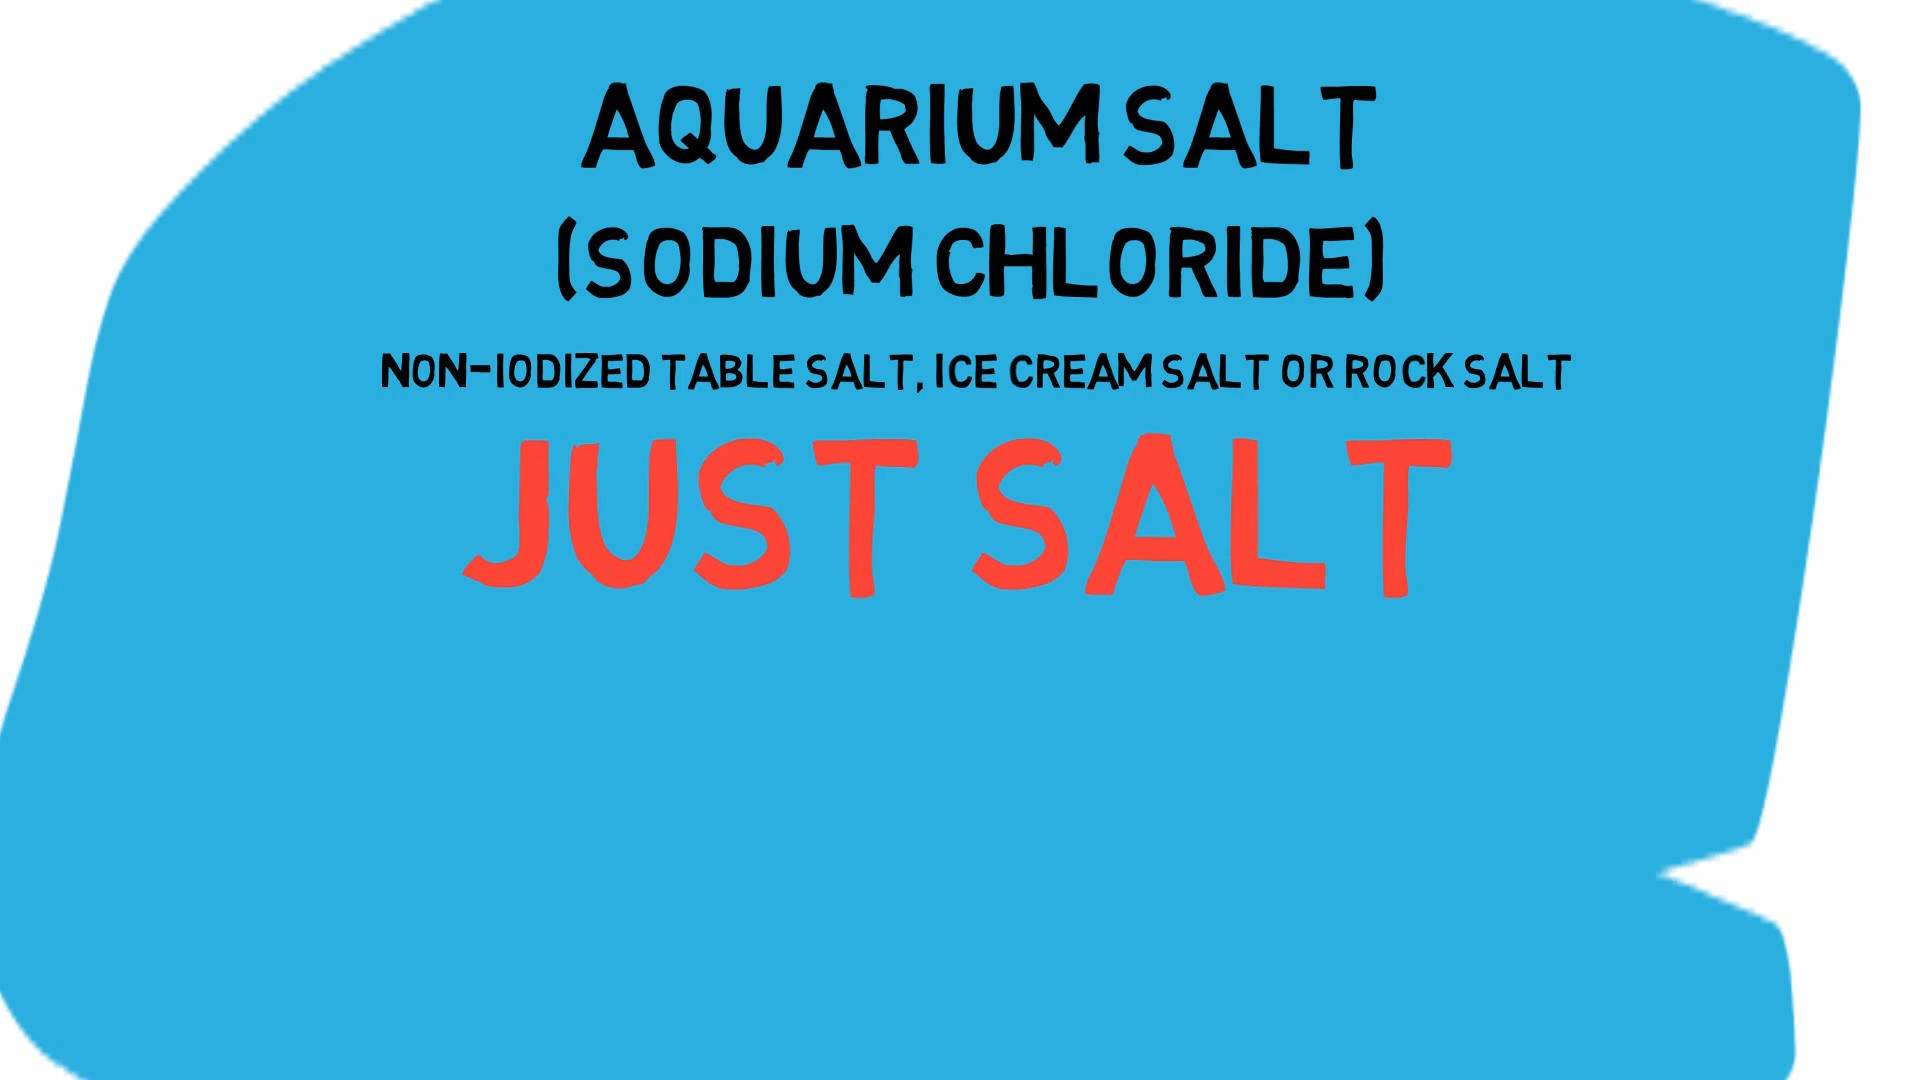 AQUARIUM SALT
(SODIUM CHLORIDE)
NON-IODIZED TABLE SALT, ICE CREAM SALT OR ROCK SALT
JUST SALT